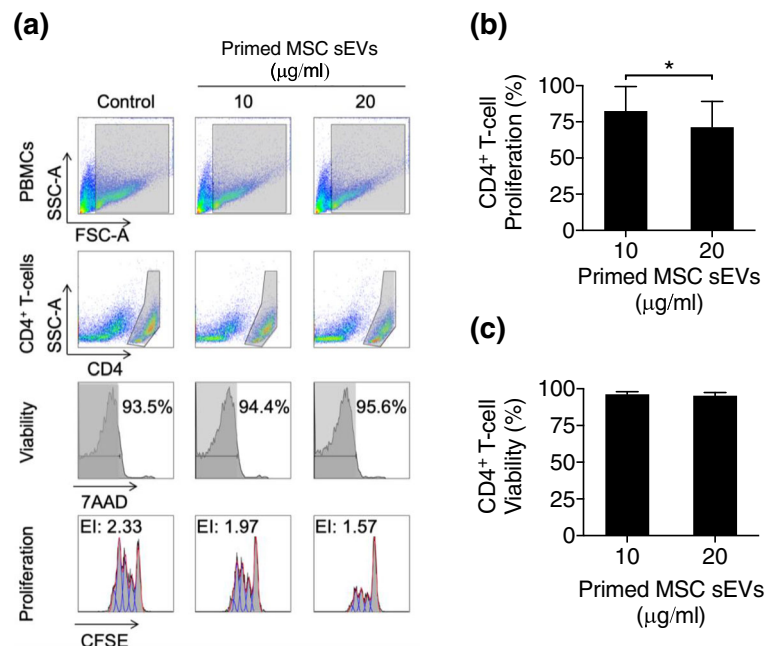 (a)
Primed MSC sEVs
(μg/ml)
Control
10
20
PBMCs
SSC-A
FSC-A
CD4⁺ T-cells
SSC-A
CD4
Viability
93.5%
94.4%
95.6%
7AAD
Proliferation
EI: 2.33
EI: 1.97
EI: 1.57
CFSE
(b)
CD4⁺ T-cell
Proliferation (%)
100
75
50
25
0
*
10
20
Primed MSC sEVs
(μg/ml)
(c)
CD4⁺ T-cell
Viability (%)
100
75
50
25
0
10
20
Primed MSC sEVs
(μg/ml)